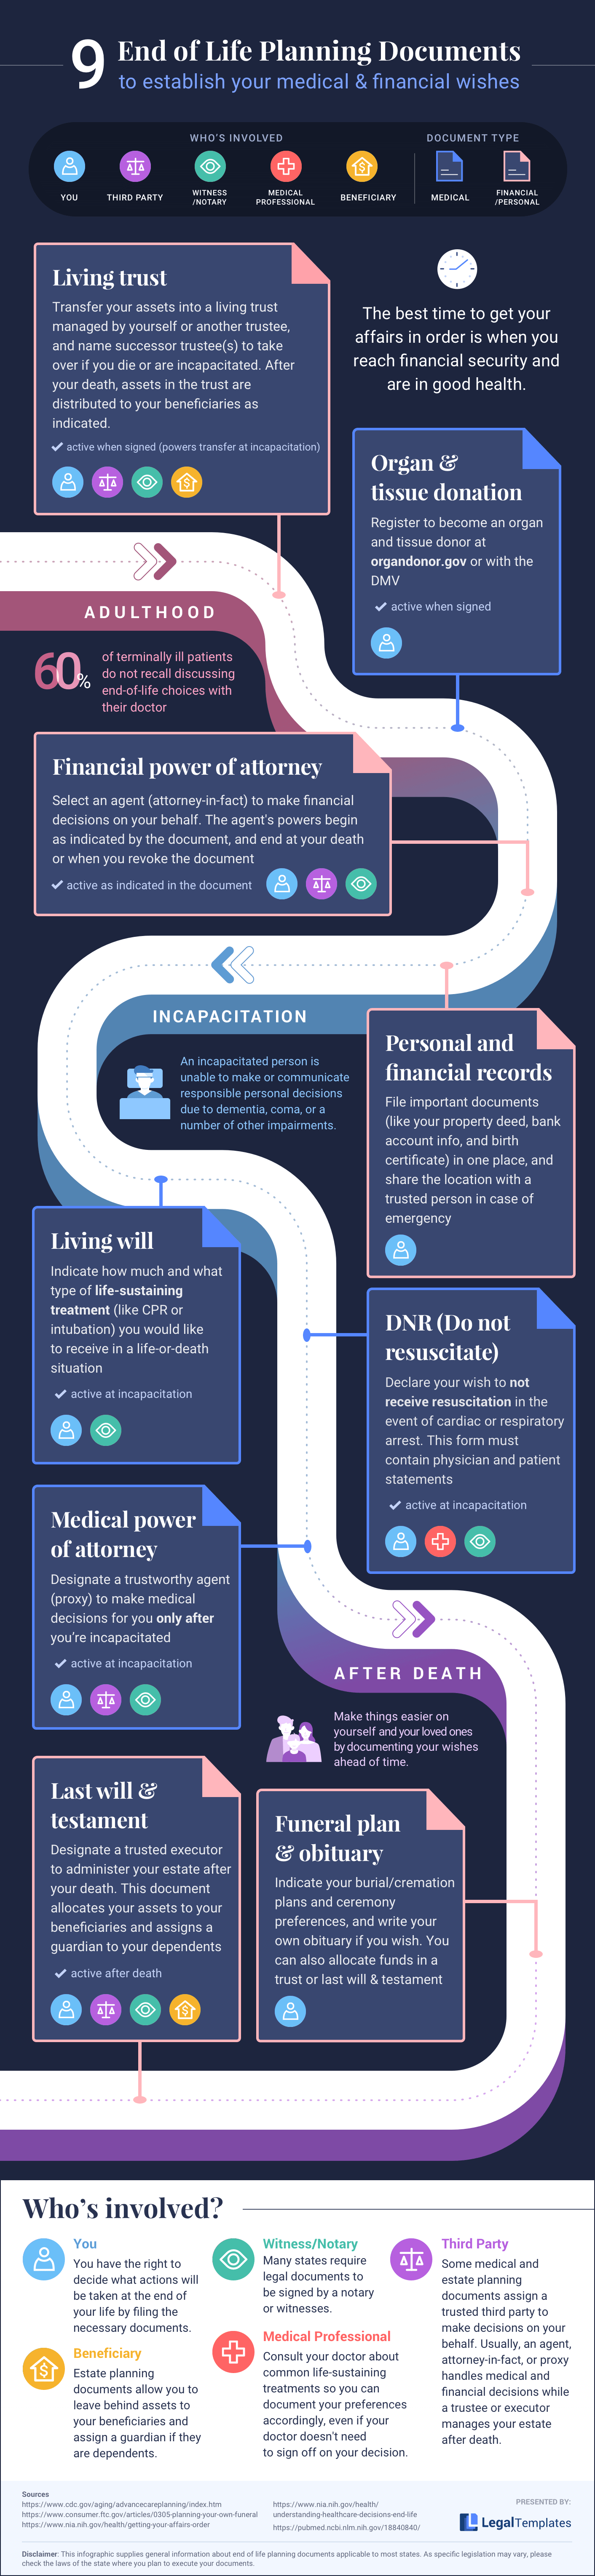 9 End of Life Planning Documents
to establish your medical & financial wishes
WHO'S INVOLVED
DOCUMENT TYPE
YOU
THIRD PARTY
WITNESS
/NOTARY
MEDICAL
PROFESSIONAL
BENEFICIARY
MEDICAL
FINANCIAL
/PERSONAL
Living trust
Transfer your assets into a living trust
managed by yourself or another trustee,
and name successor trustee(s) to take
over if you die or are incapacitated. After
your death, assets in the trust are
distributed to your beneficiaries as
indicated.
active when signed (powers transfer at incapacitation)
The best time to get your
affairs in order is when you
reach financial security and
are in good health.
Organ &
tissue donation
Register to become an organ
and tissue donor at
organdonor.gov or with the
DMV
active when signed
ADULTHOOD
60%
of terminally ill patients
do not recall discussing
end-of-life choices with
their doctor
Financial power of attorney
Select an agent (attorney-in-fact) to make financial
decisions on your behalf. The agent's powers begin
as indicated by the document, and end at your death
or when you revoke the document
active as indicated in the document
INCAPACITATION
An incapacitated person is
unable to make or communicate
responsible personal decisions
due to dementia, coma, or a
number of other impairments.
Personal and
financial records
File important documents
(like your property deed, bank
account info, and birth
certificate) in one place, and
share the location with a
trusted person in case of
emergency
Living will
Indicate how much and what
type of life-sustaining
treatment (like CPR or
intubation) you would like
to receive in a life-or-death
situation
active at incapacitation
DNR (Do not
resuscitate)
Declare your wish to not
receive resuscitation in the
event of cardiac or respiratory
arrest. This form must
contain physician and patient
statements
active at incapacitation
Medical power
of attorney
Designate a trustworthy agent
(proxy) to make medical
decisions for you only after
you're incapacitated
active at incapacitation
AFTER DEATH
Make things easier on
yourself and your loved ones
by documenting your wishes
ahead of time.
Last will &
testament
Designate a trusted executor
to administer your estate after
your death. This document
allocates your assets to your
beneficiaries and assigns a
guardian to your dependents
active after death
Funeral plan
& obituary
Indicate your burial/cremation
plans and ceremony
preferences, and write your
own obituary if you wish. You
can also allocate funds in a
trust or last will & testament
Who's involved?
You
You have the right to
decide what actions will
be taken at the end of
your life by filing the
necessary documents.
Beneficiary
Estate planning
documents allow you to
leave behind assets to
your beneficiaries and
assign a guardian if they
are dependents.
Witness/Notary
Many states require
legal documents to
be signed by a notary
or witnesses.
Medical Professional
Consult your doctor about
common life-sustaining
treatments so you can
document your preferences
accordingly, even if your
doctor doesn't need
to sign off on your decision.
Third Party
Some medical and
estate planning
documents assign a
trusted third party to
make decisions on your
behalf. Usually, an agent,
attorney-in-fact, or proxy
handles medical and
financial decisions while
a trustee or executor
manages your estate
after death.
Sources
https://www.cdc.gov/aging/advancecareplanning/index.htm
https://www.consumer.ftc.gov/articles/0305-planning-your-own-funeral
https://www.nia.nih.gov/health/getting-your-affairs-order
https://www.nia.nih.gov/health/
understanding-healthcare-decisions-end-life
https://pubmed.ncbi.nlm.nih.gov/18840840/
PRESENTED BY:
LegalTemplates
Disclaimer: This infographic supplies general information about end of life planning documents applicable to most states. As specific legislation may vary, please
check the laws of the state where you plan to execute your documents.